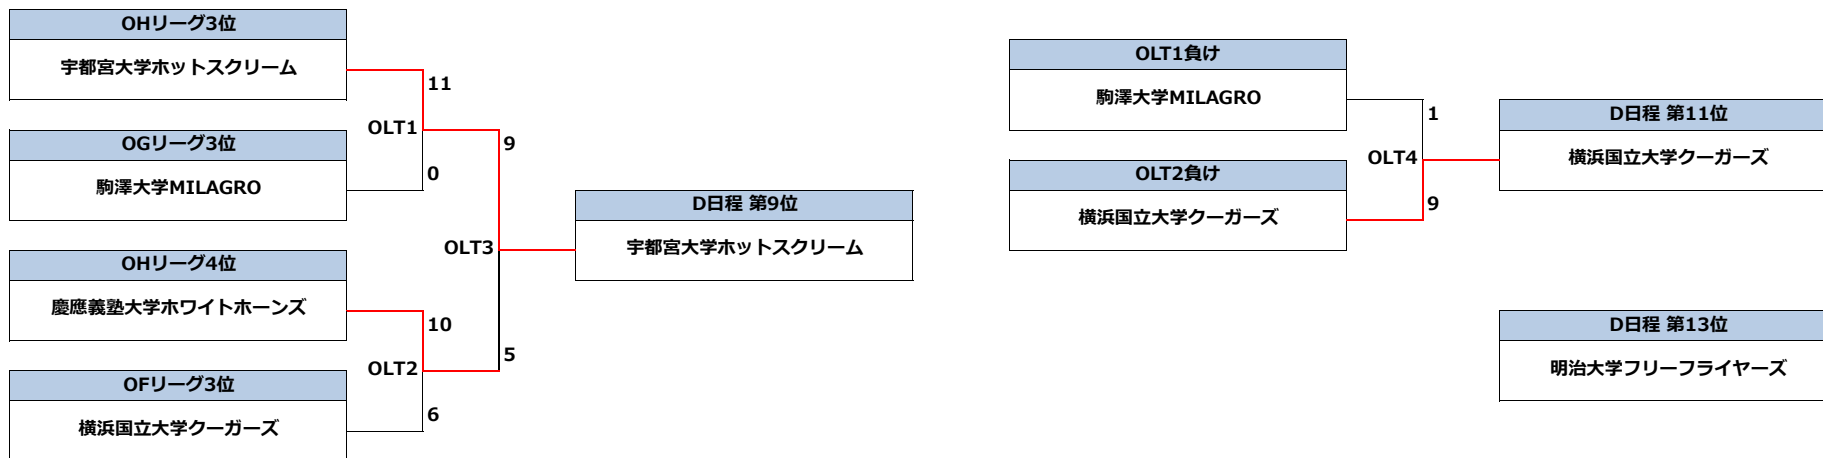 OHリーグ3位
宇都宮大学ホットスクリーム
11
OLT1
OGリーグ3位
駒澤大学MILAGRO
0
9
OLT3
D日程 第9位
宇都宮大学ホットスクリーム
OHリーグ4位
慶應義塾大学ホワイトホーンズ
10
OLT2
5
OFリーグ3位
横浜国立大学クーガーズ
6
OLT1負け
駒澤大学MILAGRO
1
OLT4
OLT2負け
横浜国立大学クーガーズ
9
D日程 第11位
横浜国立大学クーガーズ
D日程 第13位
明治大学フリーフライヤーズ